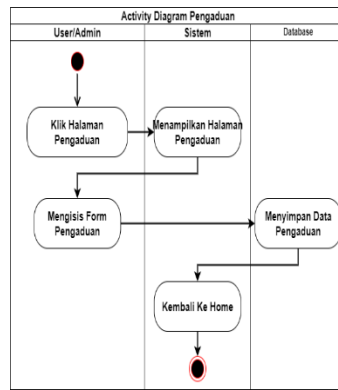 Activity Diagram Pengaduan
User/Admin
Sistem
Database
Klik Halaman
Pengaduan
Menampilkan Halaman
Pengaduan
Mengisis Form
Pengaduan
Menyimpan Data
Pengaduan
Kembali Ke Home